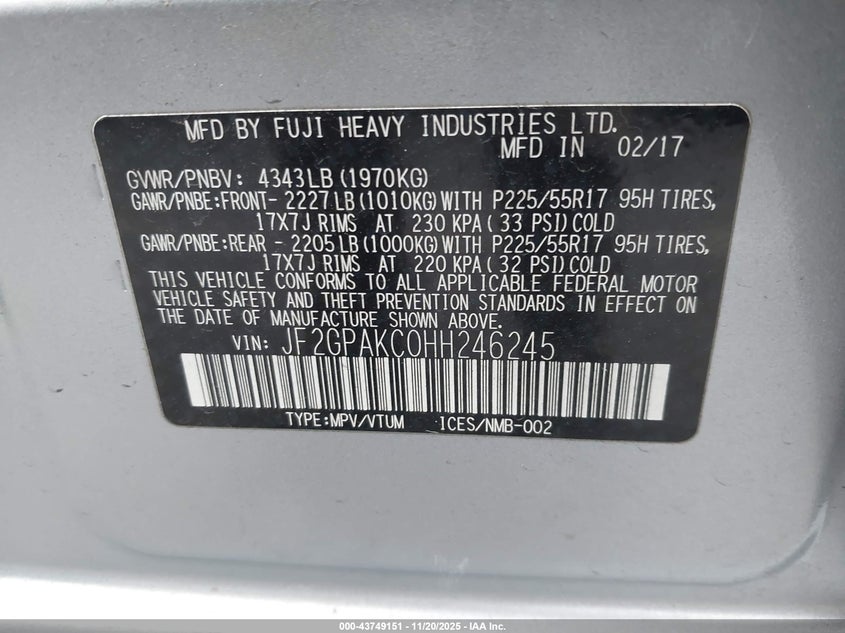 MFD BY FUJI HEAVY INDUSTRIES LTD.
MFD IN 02/17
GVWR/PNBV: 4343LB (1970KG)
GAWR/PNBE:FRONT- 2227LB (1010KG) WITH P225/55R17 95H TIRES,
17X7J RIMS AT 230 KPA ( 33 PSI) COLD
GAWR/PNBE:REAR - 2205LB (1000KG) WITH P225/55R17 95H TIRES,
17X7J RIMS AT 220 KPA ( 32 PSI) COLD
THIS VEHICLE CONFORMS TO ALL APPLICABLE FEDERAL MOTOR
VEHICLE SAFETY AND THEFT PREVENTION STANDARDS IN EFFECT ON
THE DATE OF MANUFACTURE SHOWN ABOVE.
VIN: JF2GPAKC0HH246245
TYPE:MPV/VTUM ICES/NMB-002
000-43749151 - 11/20/2025 - IAA Inc.